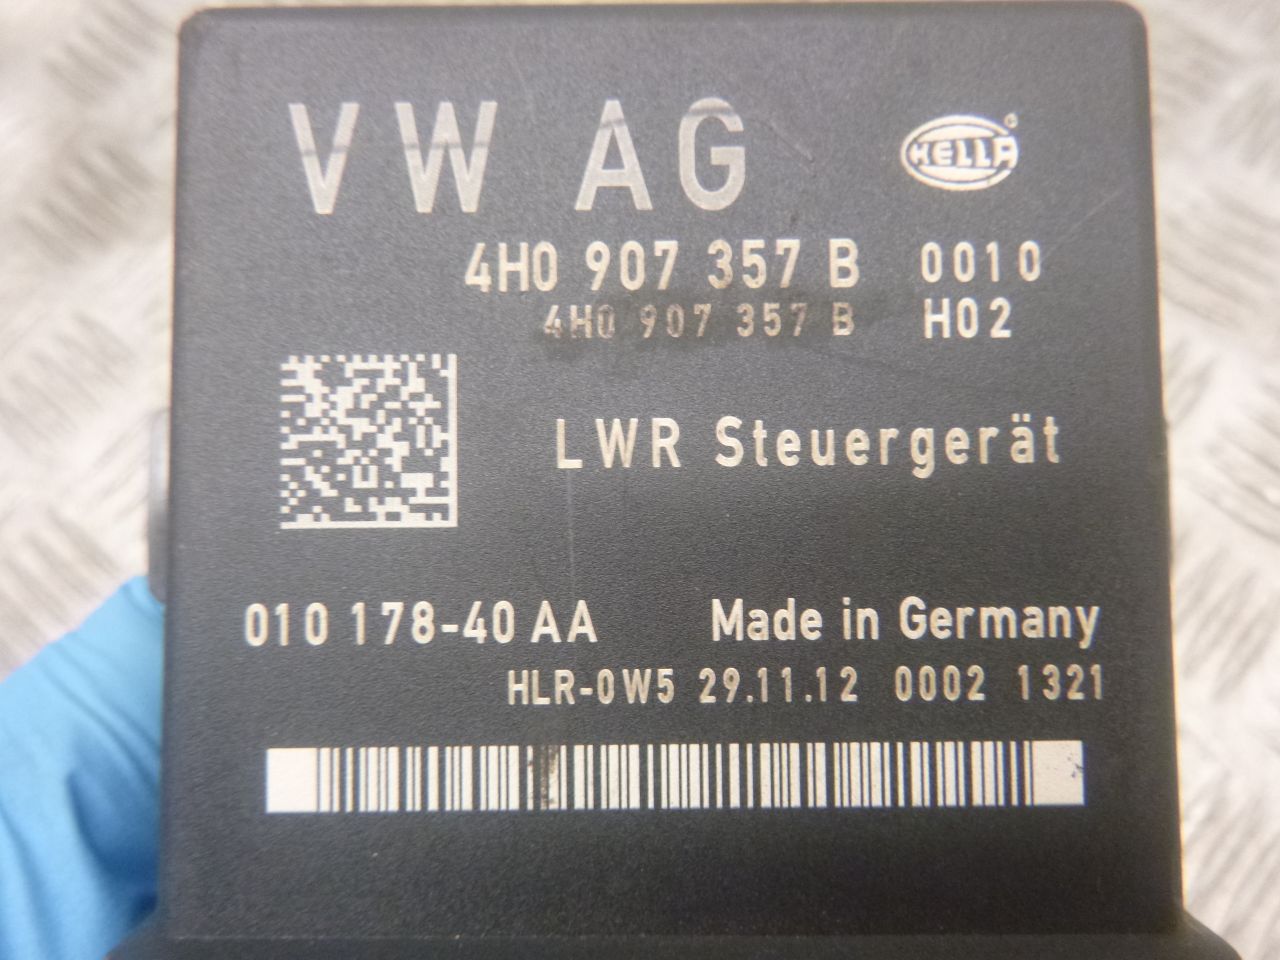 VW AG
HELLA
4H0 907 357 B 0010
4H0 907 357 B H02
LWR Steuergerät
010 178-40 AA Made in Germany
HLR-0W5 29.11.12 0002 1321